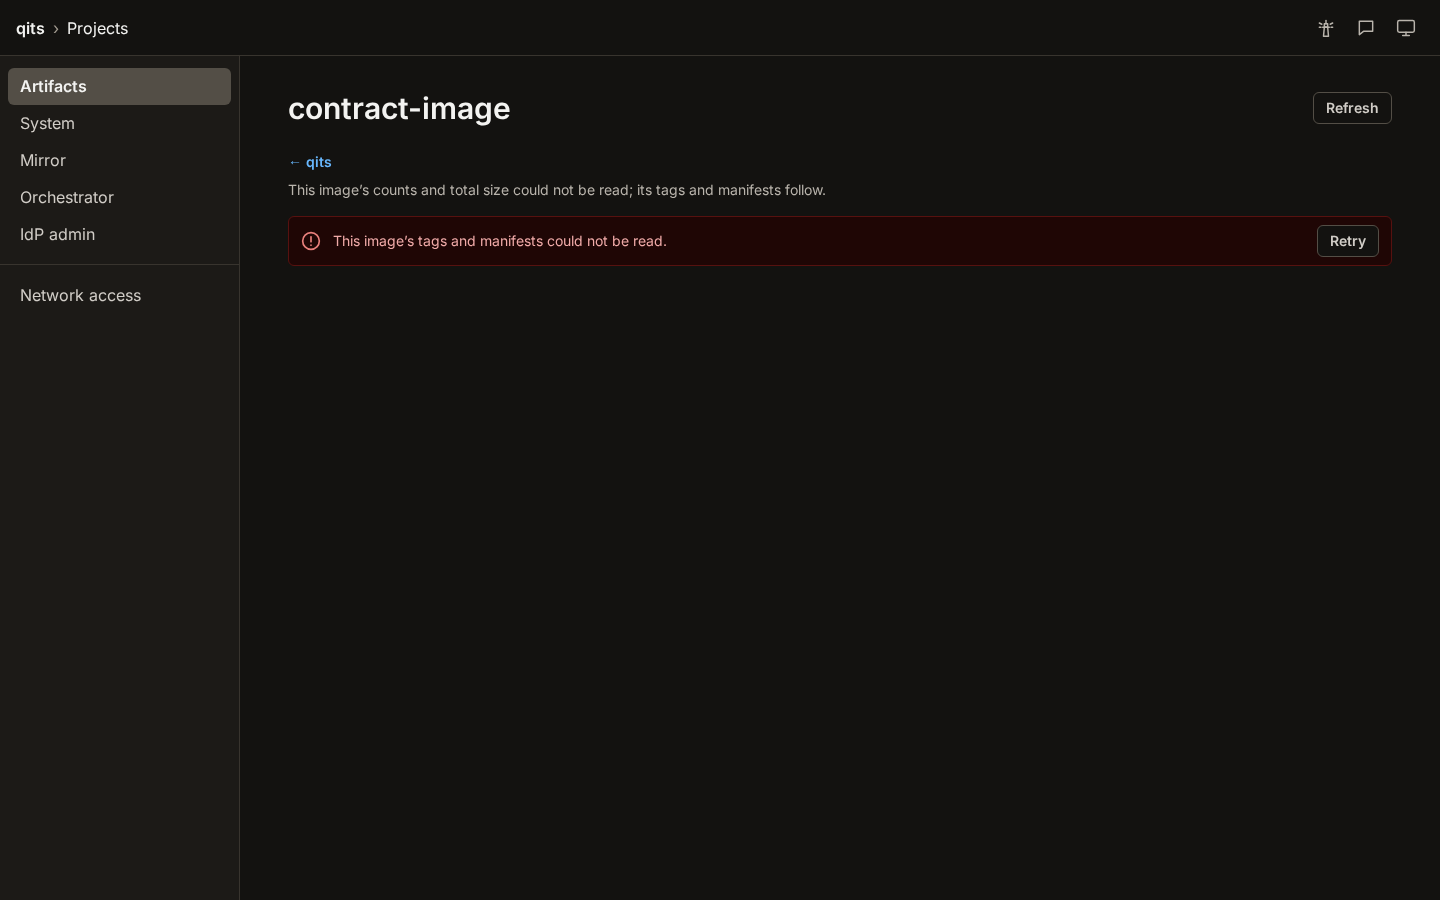 qits › Projects
Artifacts
System
Mirror
Orchestrator
IdP admin
Network access
contract-image
Refresh
← qits
This image’s counts and total size could not be read; its tags and manifests follow.
This image’s tags and manifests could not be read.
Retry